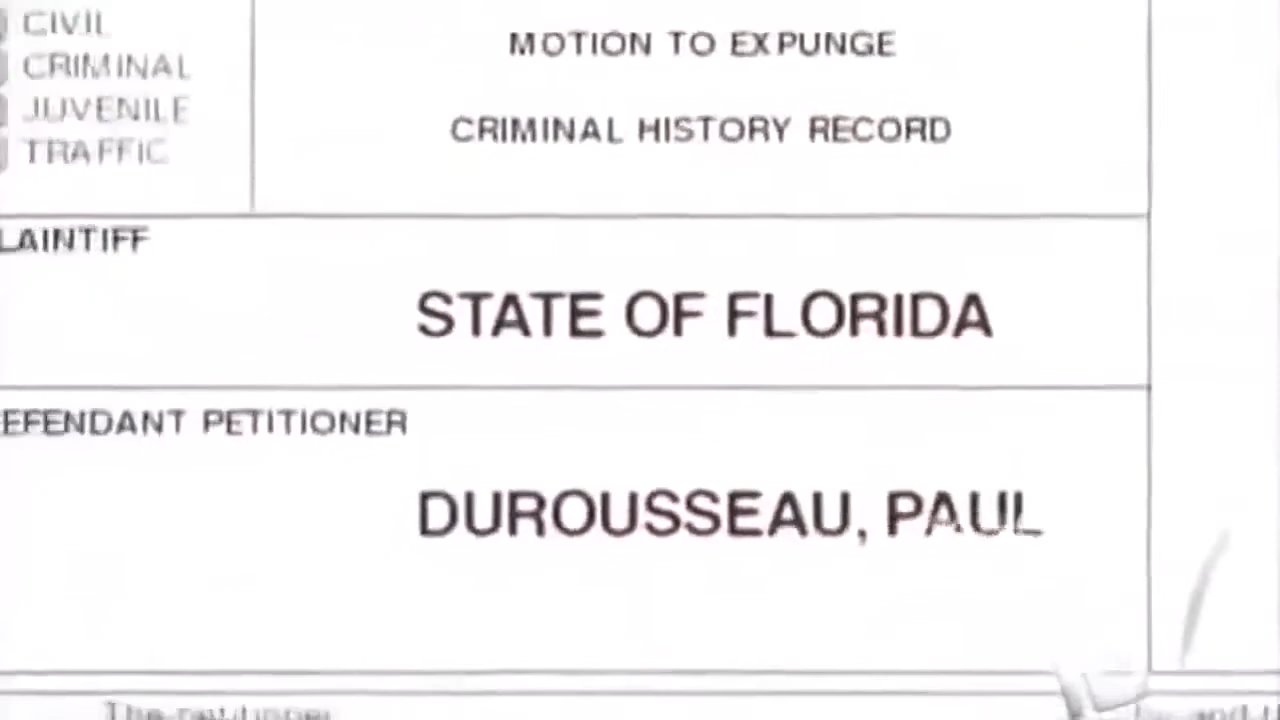 CIVIL
CRIMINAL
JUVENILE
TRAFFIC
MOTION TO EXPUNGE
CRIMINAL HISTORY RECORD
LAINTIFF
STATE OF FLORIDA
EFENDANT PETITIONER
DUROUSSEAU, PAUL